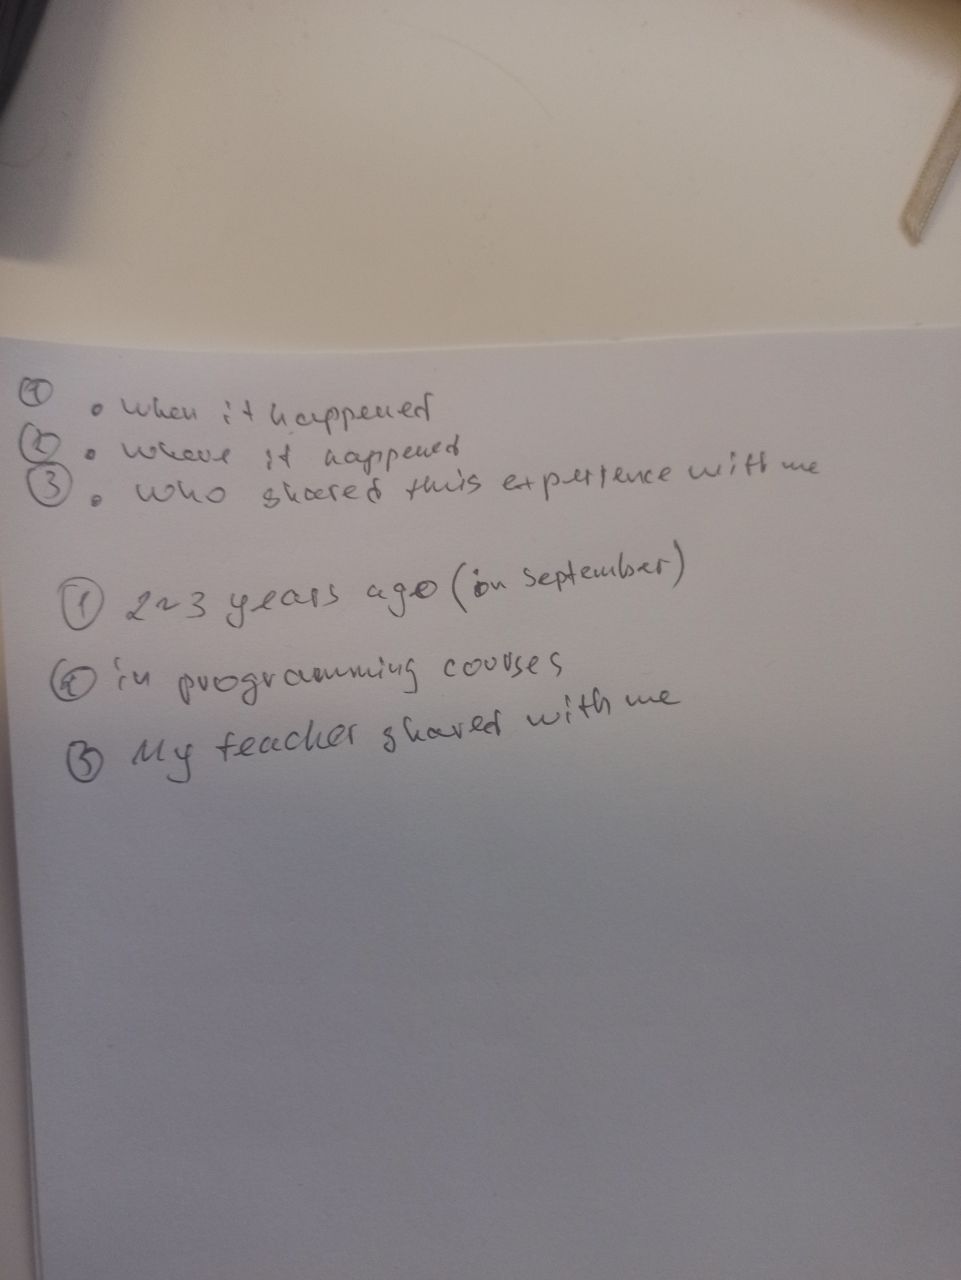 ① • when it happened
② • where it happened
③ • who shared this experience with me
① 2~3 years ago (in september)
② in programming courses
③ My teacher shared with me